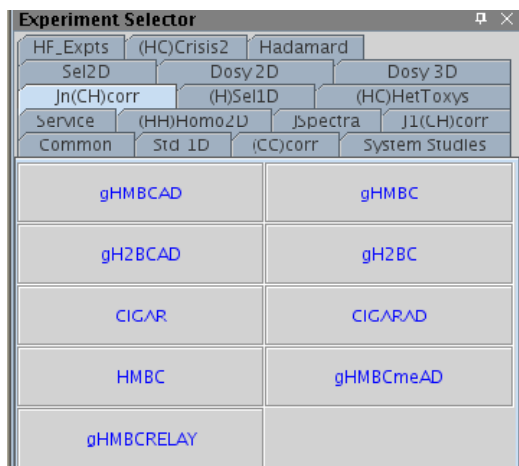 Experiment Selector
HF_Expts (HC)Crisis2 Hadamard
Sel2D Dosy 2D Dosy 3D
Jn(CH)corr (H)Sel1D (HC)HetToxys
Service (HH)Homo2D JSpectra J1(CH)corr
Common Std 1D (CC)corr System Studies
gHMBCAD gHMBC
gH2BCAD gH2BC
CIGAR CIGARAD
HMBC gHMBCmeAD
gHMBCRELAY